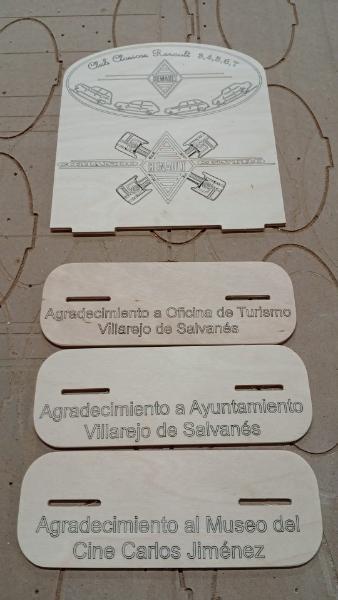 Club Clasicos Renault 3,4,5,6,7
RENAULT
RENAULT
Agradecimiento a Oficina de Turismo
Villarejo de Salvanés
Agradecimiento a Ayuntamiento
Villarejo de Salvanés
Agradecimiento al Museo del
Cine Carlos Jiménez